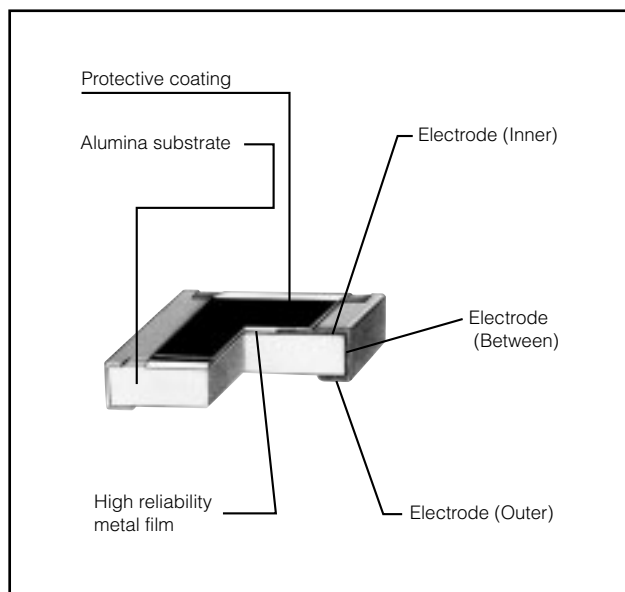 Protective coating
Alumina substrate
Electrode (Inner)
Electrode
(Between)
High reliability
metal film
Electrode (Outer)